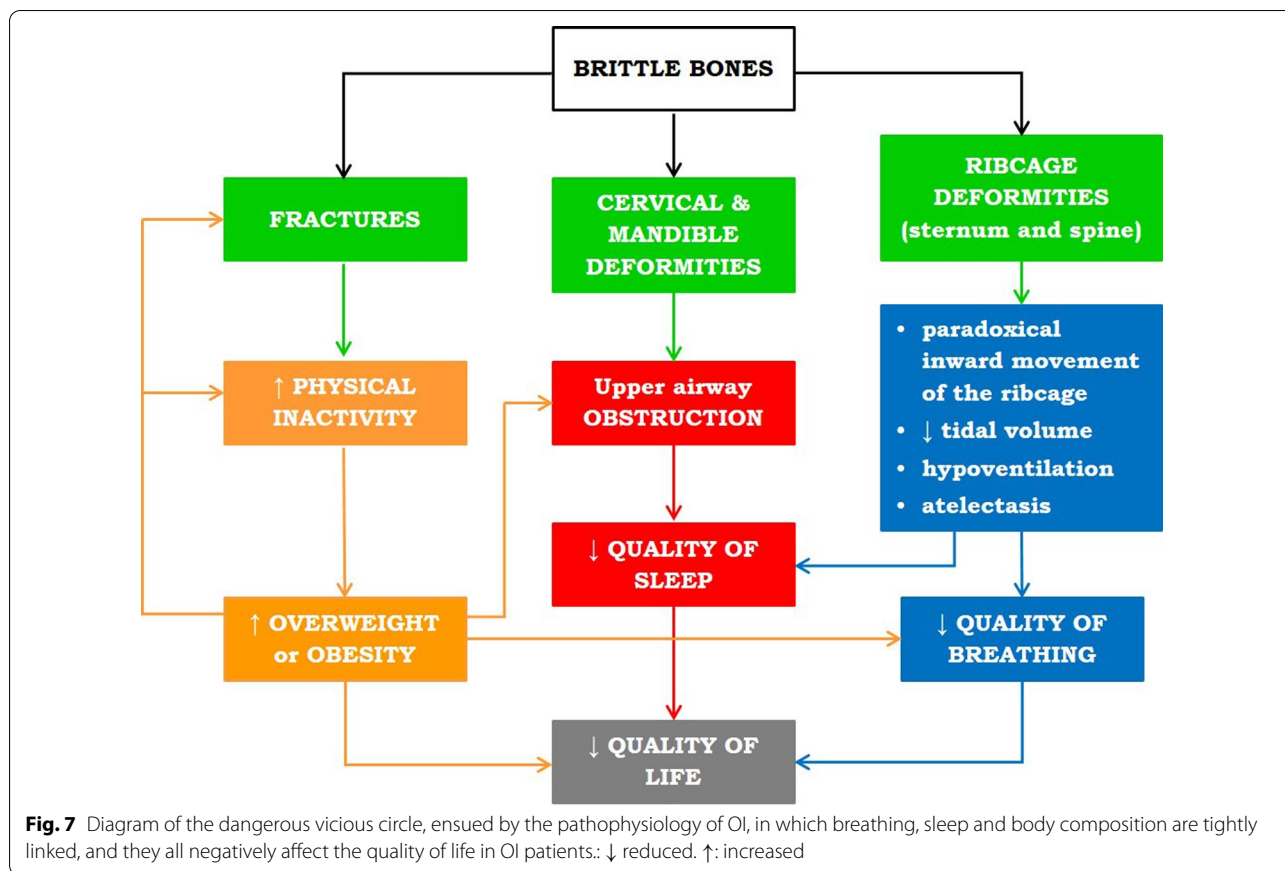 BRITTLE BONES
FRACTURES
CERVICAL &
MANDIBLE
DEFORMITIES
RIBCAGE
DEFORMITIES
(sternum and spine)
↑ PHYSICAL
INACTIVITY
Upper airway
OBSTRUCTION
• paradoxical
inward movement
of the ribcage
• ↓ tidal volume
• hypoventilation
• atelectasis
↓ QUALITY OF
SLEEP
↑ OVERWEIGHT
or OBESITY
↓ QUALITY OF
BREATHING
↓ QUALITY OF
LIFE
Fig. 7 Diagram of the dangerous vicious circle, ensued by the pathophysiology of OI, in which breathing, sleep and body composition are tightly
linked, and they all negatively affect the quality of life in OI patients.: ↓ reduced. ↑: increased